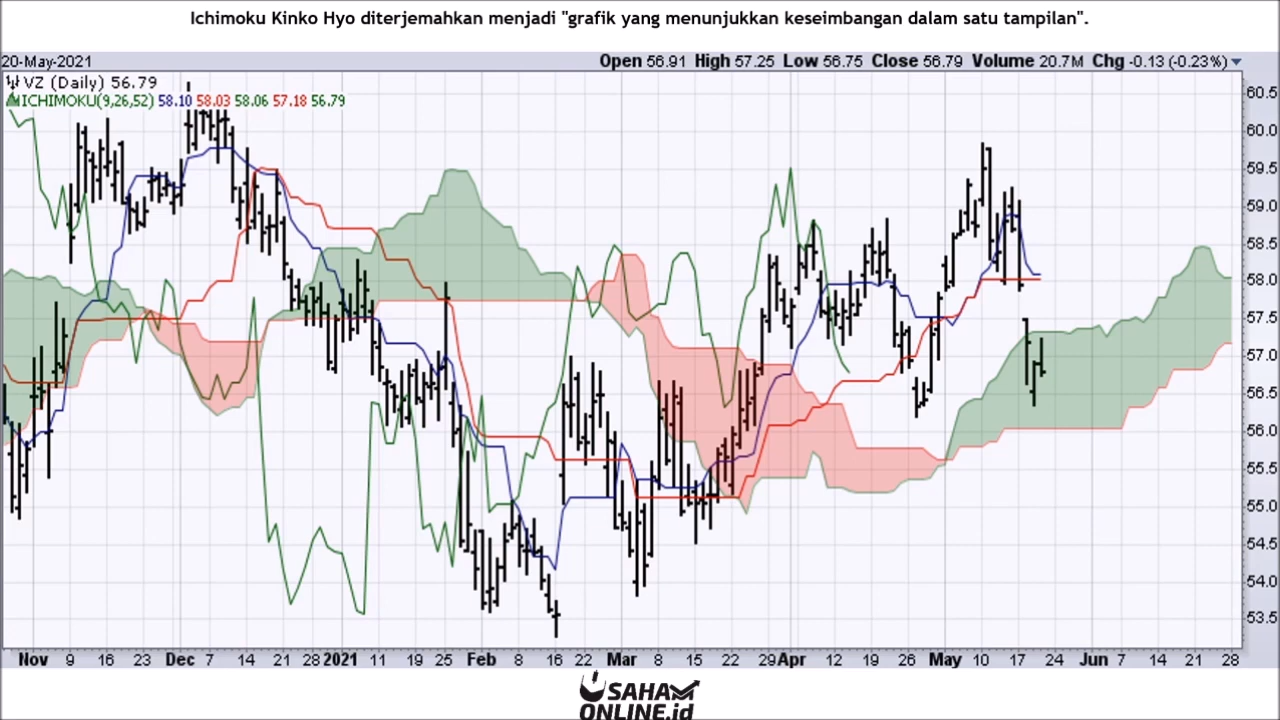 Ichimoku Kinko Hyo diterjemahkan menjadi "grafik yang menunjukkan keseimbangan dalam satu tampilan".
20-May-2021 Open 56.91 High 57.25 Low 56.75 Close 56.79 Volume 20.7M Chg -0.13 (-0.23%)
VZ (Daily) 56.79
ICHIMOKU(9,26,52) 58.10 58.03 58.06 57.18 56.79
60.5
60.0
59.5
59.0
58.5
58.0
57.5
57.0
56.5
56.0
55.5
55.0
54.5
54.0
53.5
Nov 9 16 23 Dec 7 14 21 28 2021 11 19 25 Feb 8 16 22 Mar 8 15 22 29 Apr 12 19 26 May 10 17 24 Jun 7 14 21 28
SAHAM
ONLINE.id